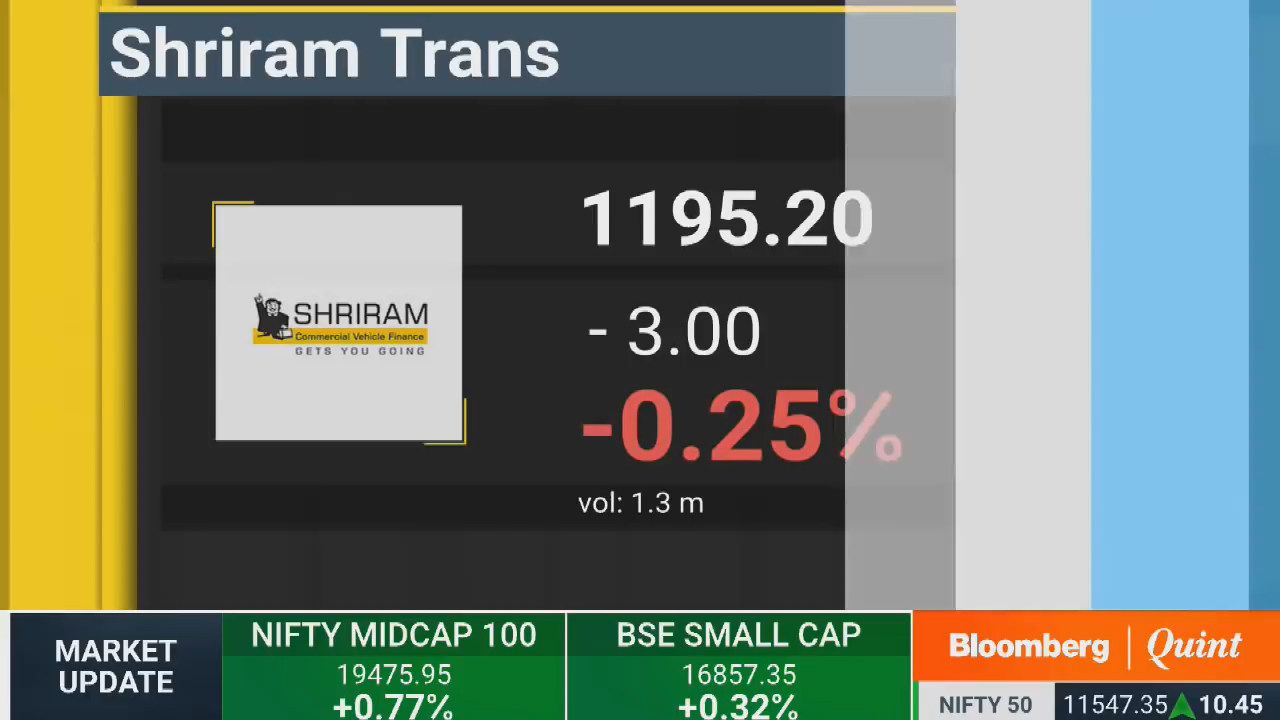 Shriram Trans
1195.20
- 3.00
-0.25%
vol: 1.3 m
SHRIRAM
Commercial Vehicle Finance
GETS YOU GOING
MARKET
UPDATE
NIFTY MIDCAP 100
19475.95
+0.77%
BSE SMALL CAP
16857.35
+0.32%
Bloomberg | Quint
NIFTY 50 11547.35 ▲ 10.45